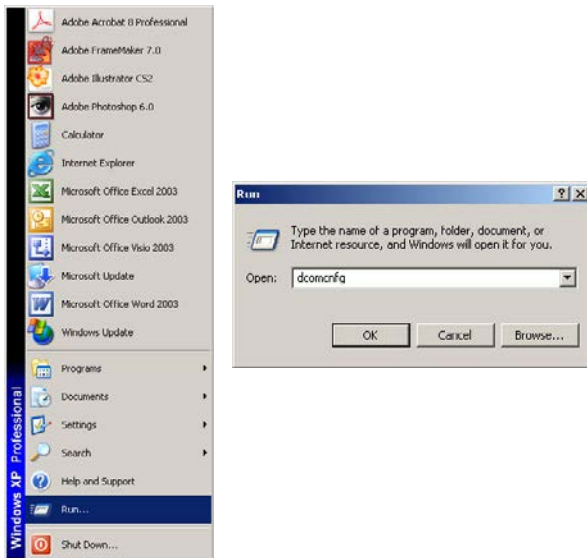 Adobe Acrobat 8 Professional
Adobe FrameMaker 7.0
Adobe Illustrator CS2
Adobe Photoshop 6.0
Calculator
Internet Explorer
Microsoft Office Excel 2003
Microsoft Office Outlook 2003
Microsoft Office Visio 2003
Microsoft Update
Microsoft Office Word 2003
Windows Update
Programs
Documents
Settings
Search
Help and Support
Run...
Shut Down...
Windows XP Professional
Run
Type the name of a program, folder, document, or
Internet resource, and Windows will open it for you.
Open: dcomcnfg
OK Cancel Browse...